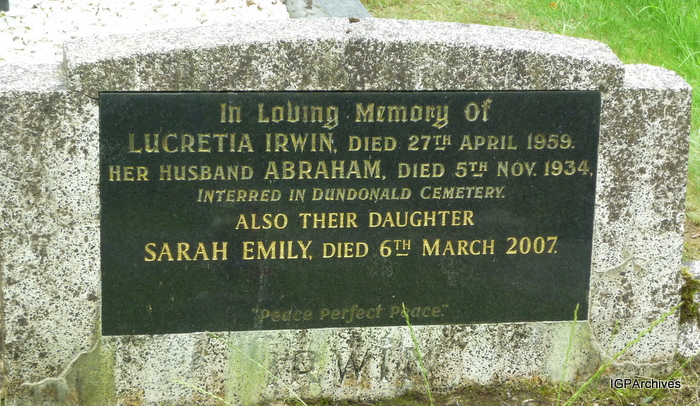 In Loving Memory Of
LUCRETIA IRWIN, DIED 27TH APRIL 1959.
HER HUSBAND ABRAHAM, DIED 5TH NOV. 1934,
INTERRED IN DUNDONALD CEMETERY.
ALSO THEIR DAUGHTER
SARAH EMILY, DIED 6TH MARCH 2007.
"Peace Perfect Peace"
IRWIN
IGPArchives